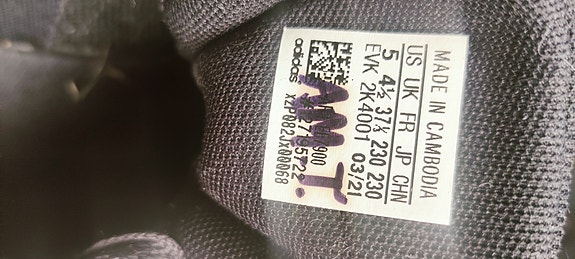 MADE IN CAMBODIA
US UK FR JP CHN
5 4½ 37⅓ 230 230
EVK 2K4001 03/21
XZP082JX00068
adidas
AMT.